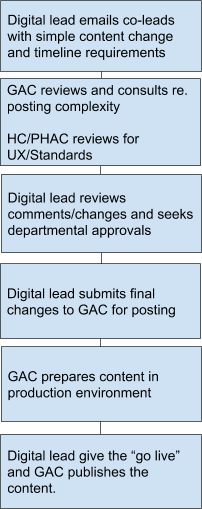 Digital lead emails co-leads
with simple content change
and timeline requirements
GAC reviews and consults re.
posting complexity
HC/PHAC reviews for
UX/Standards
Digital lead reviews
comments/changes and seeks
departmental approvals
Digital lead submits final
changes to GAC for posting
GAC prepares content in
production environment
Digital lead give the “go live”
and GAC publishes the
content.